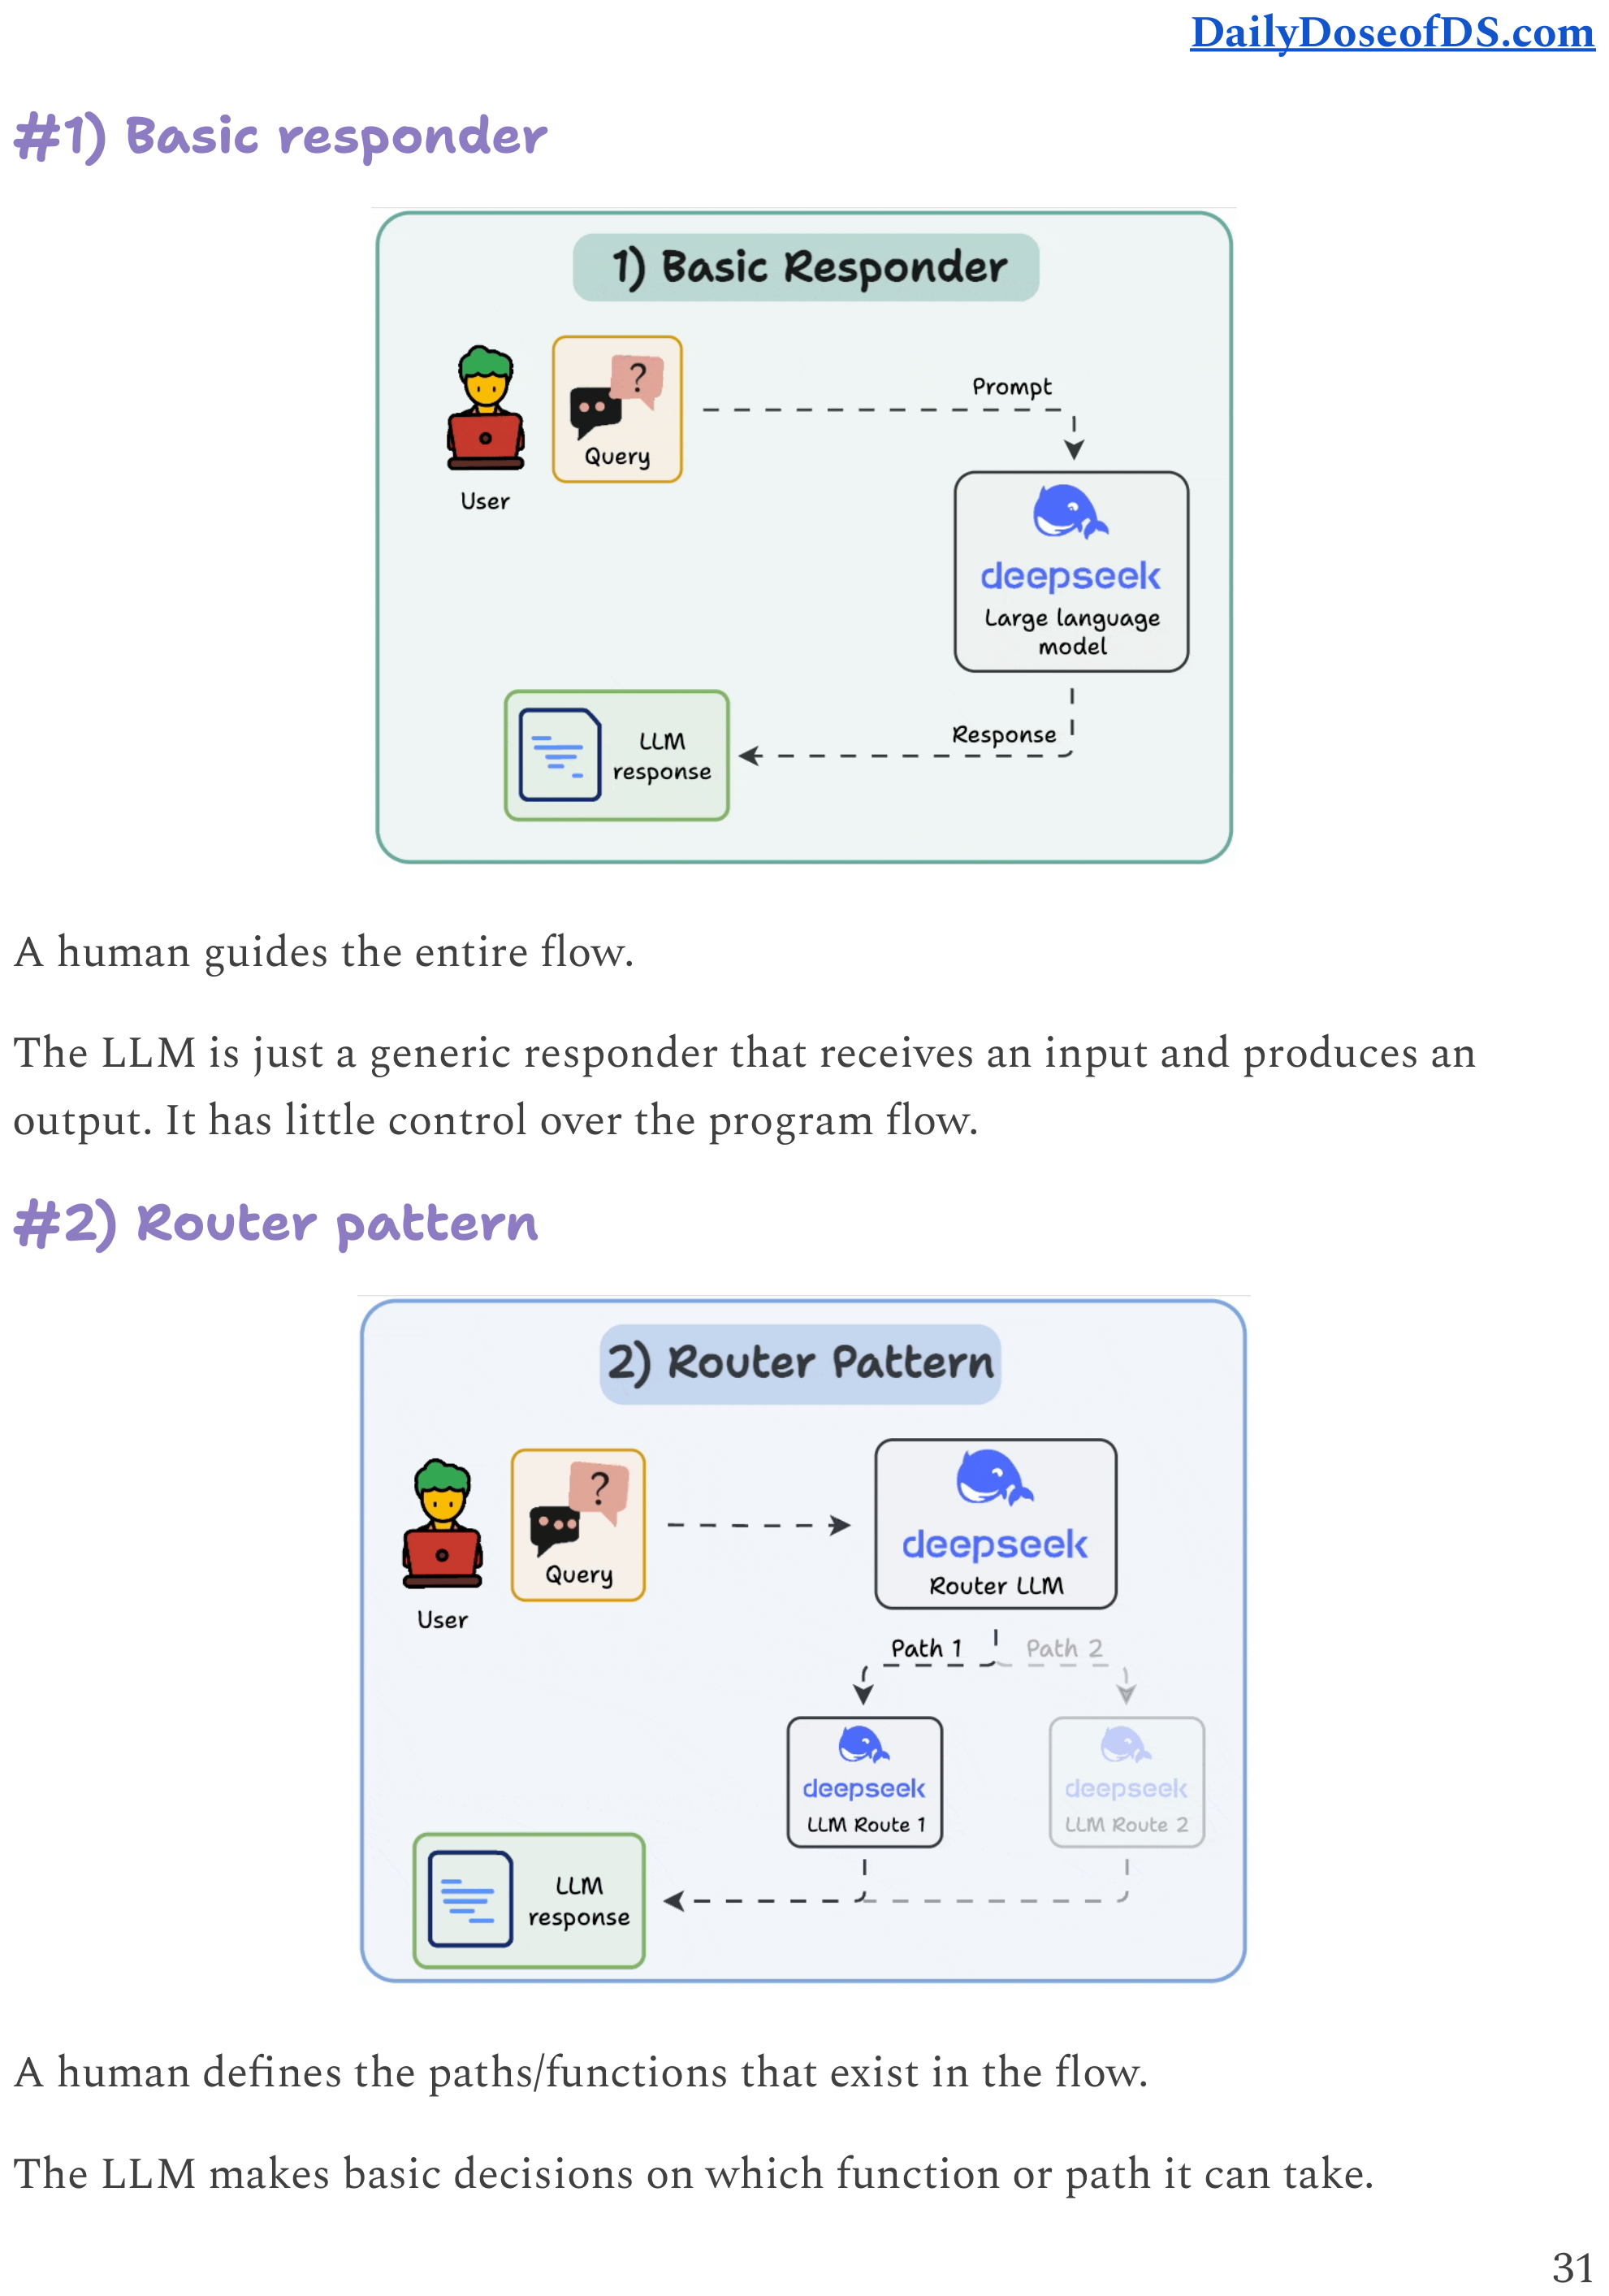 DailyDoseofDS.com
#1) Basic responder
1) Basic Responder
?
Query
User
Prompt
deepseek
Large language
model
Response
LLM
response
A human guides the entire flow.
The LLM is just a generic responder that receives an input and produces an
output. It has little control over the program flow.
#2) Router pattern
2) Router Pattern
?
Query
User
deepseek
Router LLM
Path 1
Path 2
deepseek
LLM Route 1
deepseek
LLM Route 2
LLM
response
A human defines the paths/functions that exist in the flow.
The LLM makes basic decisions on which function or path it can take.
31